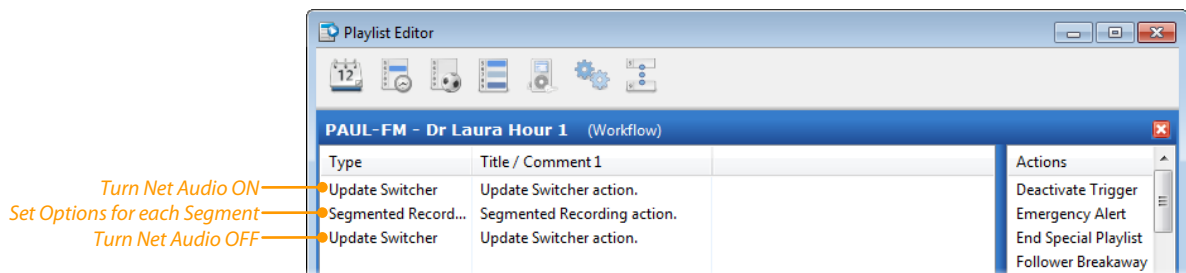 Playlist Editor
12
PAUL-FM - Dr Laura Hour 1 (Workflow)
Type Title / Comment 1 Actions
Turn Net Audio ON Update Switcher Update Switcher action. Deactivate Trigger
Set Options for each Segment Segmented Record... Segmented Recording action. Emergency Alert
Turn Net Audio OFF Update Switcher Update Switcher action. End Special Playlist
Follower Breakaway